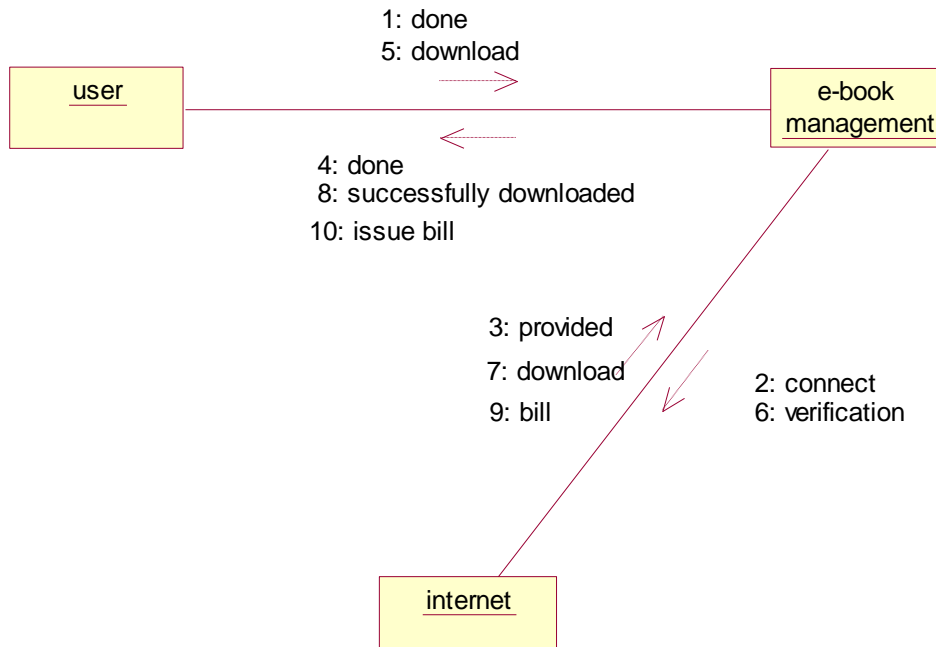 1: done
5: download
user
e-book
management
4: done
8: successfully downloaded
10: issue bill
3: provided
7: download
9: bill
2: connect
6: verification
internet